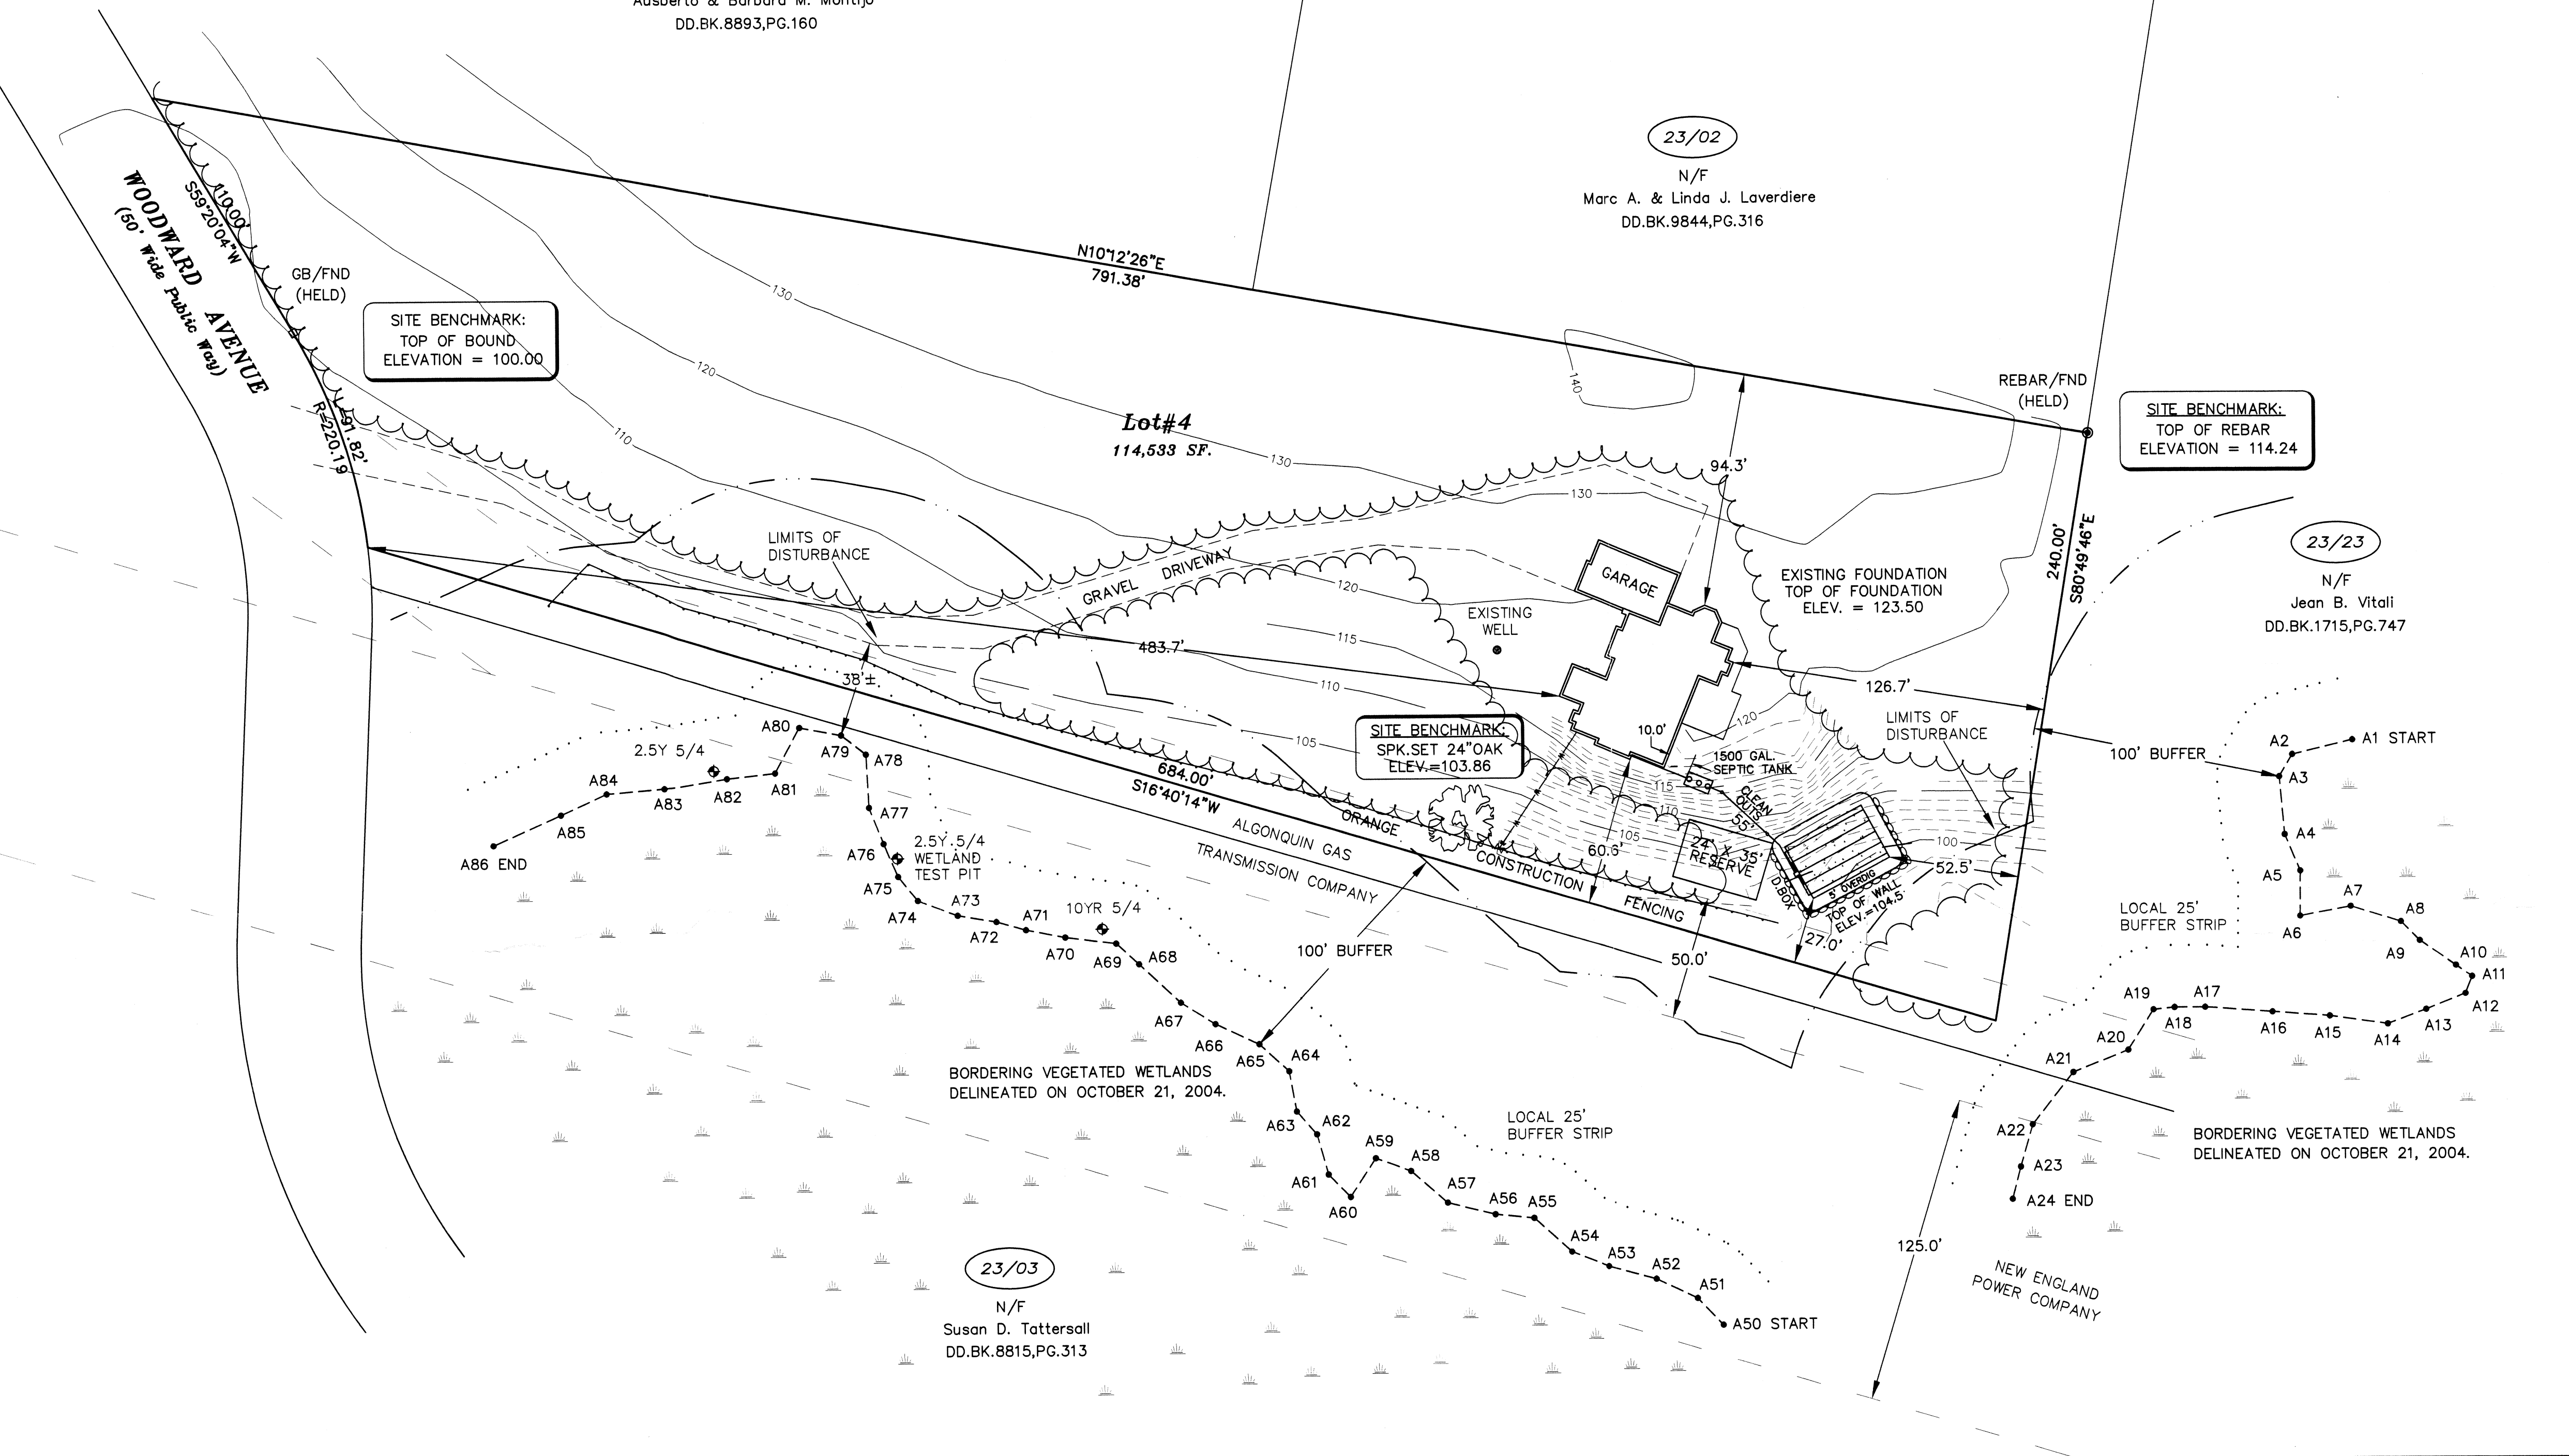 Ausberto & Barbara M. Montijo
DD.BK.8893,PG.160
23/02
N/F
Marc A. & Linda J. Laverdiere
DD.BK.9844,PG.316
WOODWARD AVENUE
(50' Wide Public Way)
110.00'
S59°20'04"W
GB/FND
(HELD)
SITE BENCHMARK:
TOP OF BOUND
ELEVATION = 100.00
L=91.82'
R=220.19
N10°12'26"E
791.38'
130
120
110
Lot#4
114,533 SF.
130
130
140
94.3'
REBAR/FND
(HELD)
SITE BENCHMARK:
TOP OF REBAR
ELEVATION = 114.24
240.00'
S80°49'46"E
23/23
N/F
Jean B. Vitali
DD.BK.1715,PG.747
LIMITS OF
DISTURBANCE
GRAVEL DRIVEWAY
120
115
110
105
483.7'
38'±
EXISTING
WELL
GARAGE
EXISTING FOUNDATION
TOP OF FOUNDATION
ELEV. = 123.50
126.7'
120
LIMITS OF
DISTURBANCE
100' BUFFER
SITE BENCHMARK:
SPK.SET 24"OAK
ELEV.=103.86
10.0'
1500 GAL.
SEPTIC TANK
115
110
105
100
CLEAN
OUTS
55'
24' X 35'
RESERVE
60.6'
D.BOX
5' OVERDIG
TOP OF WALL
ELEV.=104.5
52.5'
27.0'
50.0'
684.00'
S16°40'14"W
ORANGE CONSTRUCTION FENCING
ALGONQUIN GAS
TRANSMISSION COMPANY
100' BUFFER
2.5Y 5/4
A80
A79
A78
A84
A83
A82
A81
A85
A86 END
A77
A76
2.5Y 5/4
WETLAND
TEST PIT
A75
A74
A73
A72
A71
A70
10YR 5/4
A69
A68
A67
A66
A65
A64
A63
A62
A61
A60
A59
A58
A57
A56
A55
A54
A53
A52
A51
A50 START
BORDERING VEGETATED WETLANDS
DELINEATED ON OCTOBER 21, 2004.
LOCAL 25'
BUFFER STRIP
23/03
N/F
Susan D. Tattersall
DD.BK.8815,PG.313
A1 START
A2
A3
A4
A5
A6
A7
A8
A9
A10
A11
A12
A13
A14
A15
A16
A17
A18
A19
A20
A21
A22
A23
A24 END
LOCAL 25'
BUFFER STRIP
BORDERING VEGETATED WETLANDS
DELINEATED ON OCTOBER 21, 2004.
125.0'
NEW ENGLAND
POWER COMPANY